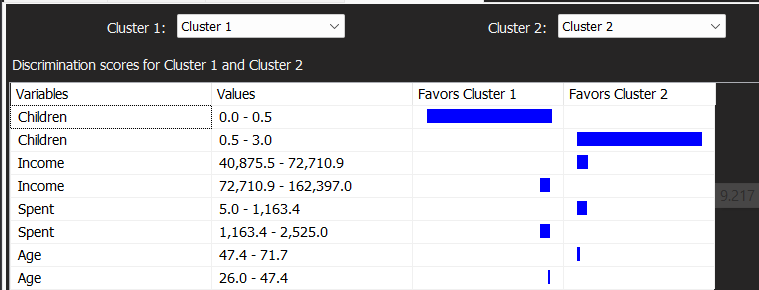 Cluster 1: Cluster 1 Cluster 2: Cluster 2
Discrimination scores for Cluster 1 and Cluster 2
Variables Values Favors Cluster 1 Favors Cluster 2
Children 0.0 - 0.5
Children 0.5 - 3.0
Income 40,875.5 - 72,710.9
Income 72,710.9 - 162,397.0
Spent 5.0 - 1,163.4
Spent 1,163.4 - 2,525.0
Age 47.4 - 71.7
Age 26.0 - 47.4
9.217